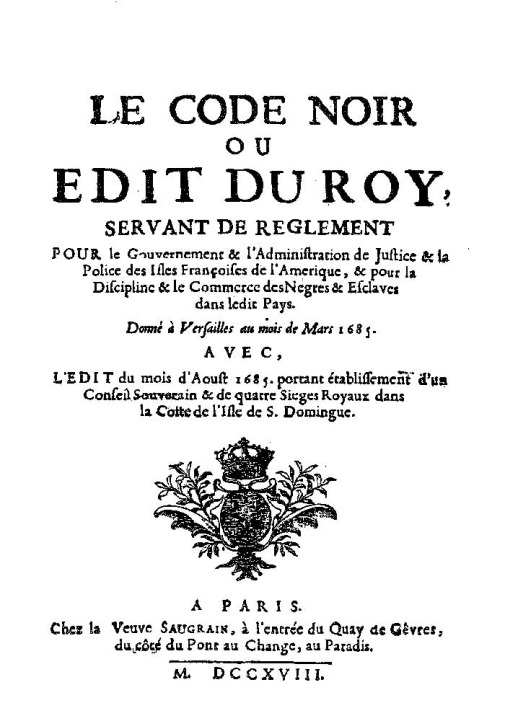 LE CODE NOIR
OU
EDIT DU ROY,
SERVANT DE REGLEMENT
POUR le Gouvernement & l'Adminiſtration de Juſtice & la
Police des Iſles Françoiſes de l'Amerique, & pour la
Diſcipline & le Commerce des Negres & Eſclaves
dans ledit Pays.
Donné à Verſailles au mois de Mars 1685.
AVEC,
L'EDIT du mois d'Aouſt 1685. portant établiſſement d'un
Conſeil Souverain & de quatre Sieges Royaux dans
la Coſte de l'Iſle de S. Domingue.
A PARIS.
Chez la Veuve SAUGRAIN, à l'entrée du Quay de Gêvres,
du côté du Pont au Change, au Paradis.
M. DCCXVIII.